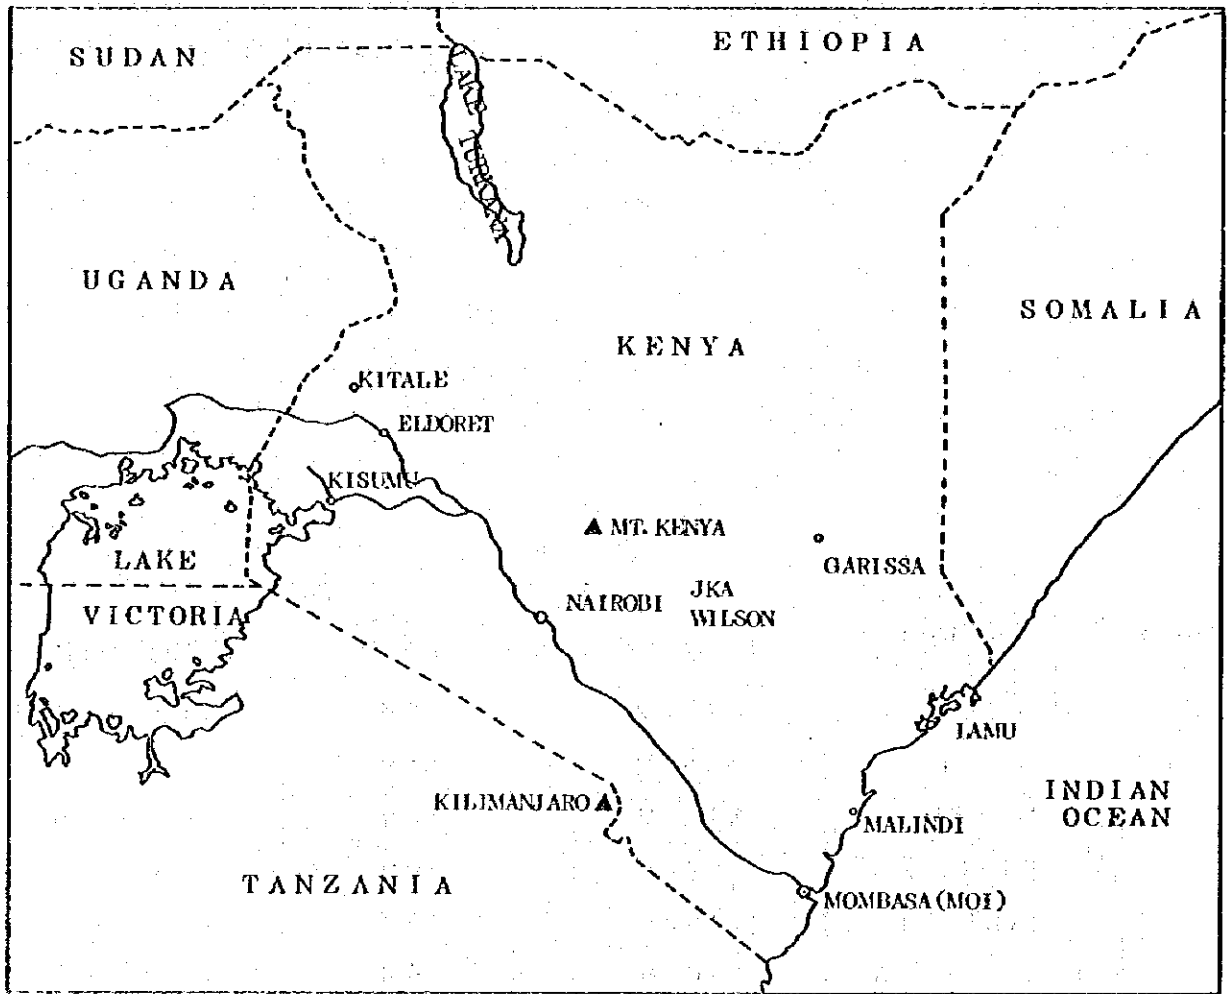 SUDAN
ETHIOPIA
LAKE TURKANA
UGANDA
SOMALIA
KENYA
KITALE
ELDORET
KISUMU
MT. KENYA
GARISSA
LAKE
VICTORIA
NAIROBI
JKA
WILSON
LAMU
KILIMANJARO
INDIAN
OCEAN
MALINDI
TANZANIA
MOMBASA(MOI)